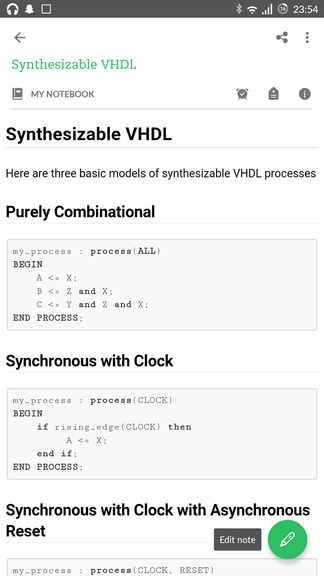 23:54
Synthesizable VHDL
MY NOTEBOOK
Synthesizable VHDL
Here are three basic models of synthesizable VHDL processes
Purely Combinational
my_process : process(ALL)
BEGIN
    A <= X;
    B <= Z and X;
    C <= Y and Z and X;
END PROCESS;
Synchronous with Clock
my_process : process(CLOCK)
BEGIN
    if rising_edge(CLOCK) then
        A <= X;
    end if;
END PROCESS;
Synchronous with Clock with Asynchronous
Reset
Edit note
my_process : process(CLOCK, RESET)